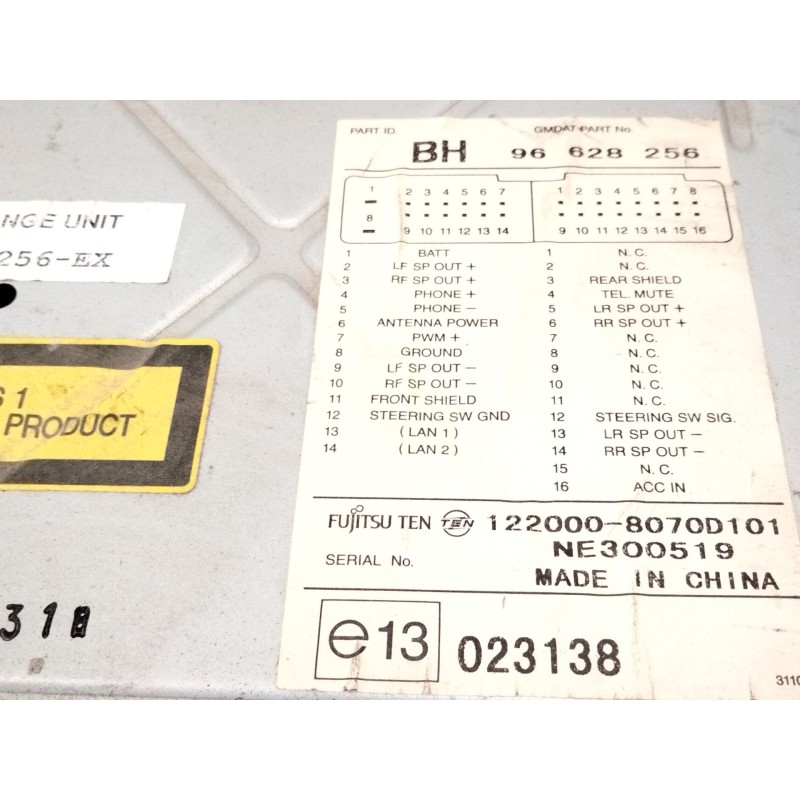 PART ID. GMDAT PART No.
BH 96 628 256
1 2 3 4 5 6 7 1 2 3 4 5 6 7 8
8 9 10 11 12 13 14 9 10 11 12 13 14 15 16
1 BATT 1 N.C.
2 LF SP OUT + 2 N.C.
3 RF SP OUT + 3 REAR SHIELD
4 PHONE + 4 TEL. MUTE
5 PHONE − 5 LR SP OUT +
6 ANTENNA POWER 6 RR SP OUT +
7 PWM + 7 N.C.
8 GROUND 8 N.C.
9 LF SP OUT − 9 N.C.
10 RF SP OUT − 10 N.C.
11 FRONT SHIELD 11 N.C.
12 STEERING SW GND 12 STEERING SW SIG.
13 (LAN 1) 13 LR SP OUT −
14 (LAN 2) 14 RR SP OUT −
15 N.C.
16 ACC IN
FUJITSU TEN TEN 122000-8070D101
SERIAL No. NE300519
MADE IN CHINA
e13 023138
3110
NGE UNIT
256-EX
S 1
PRODUCT